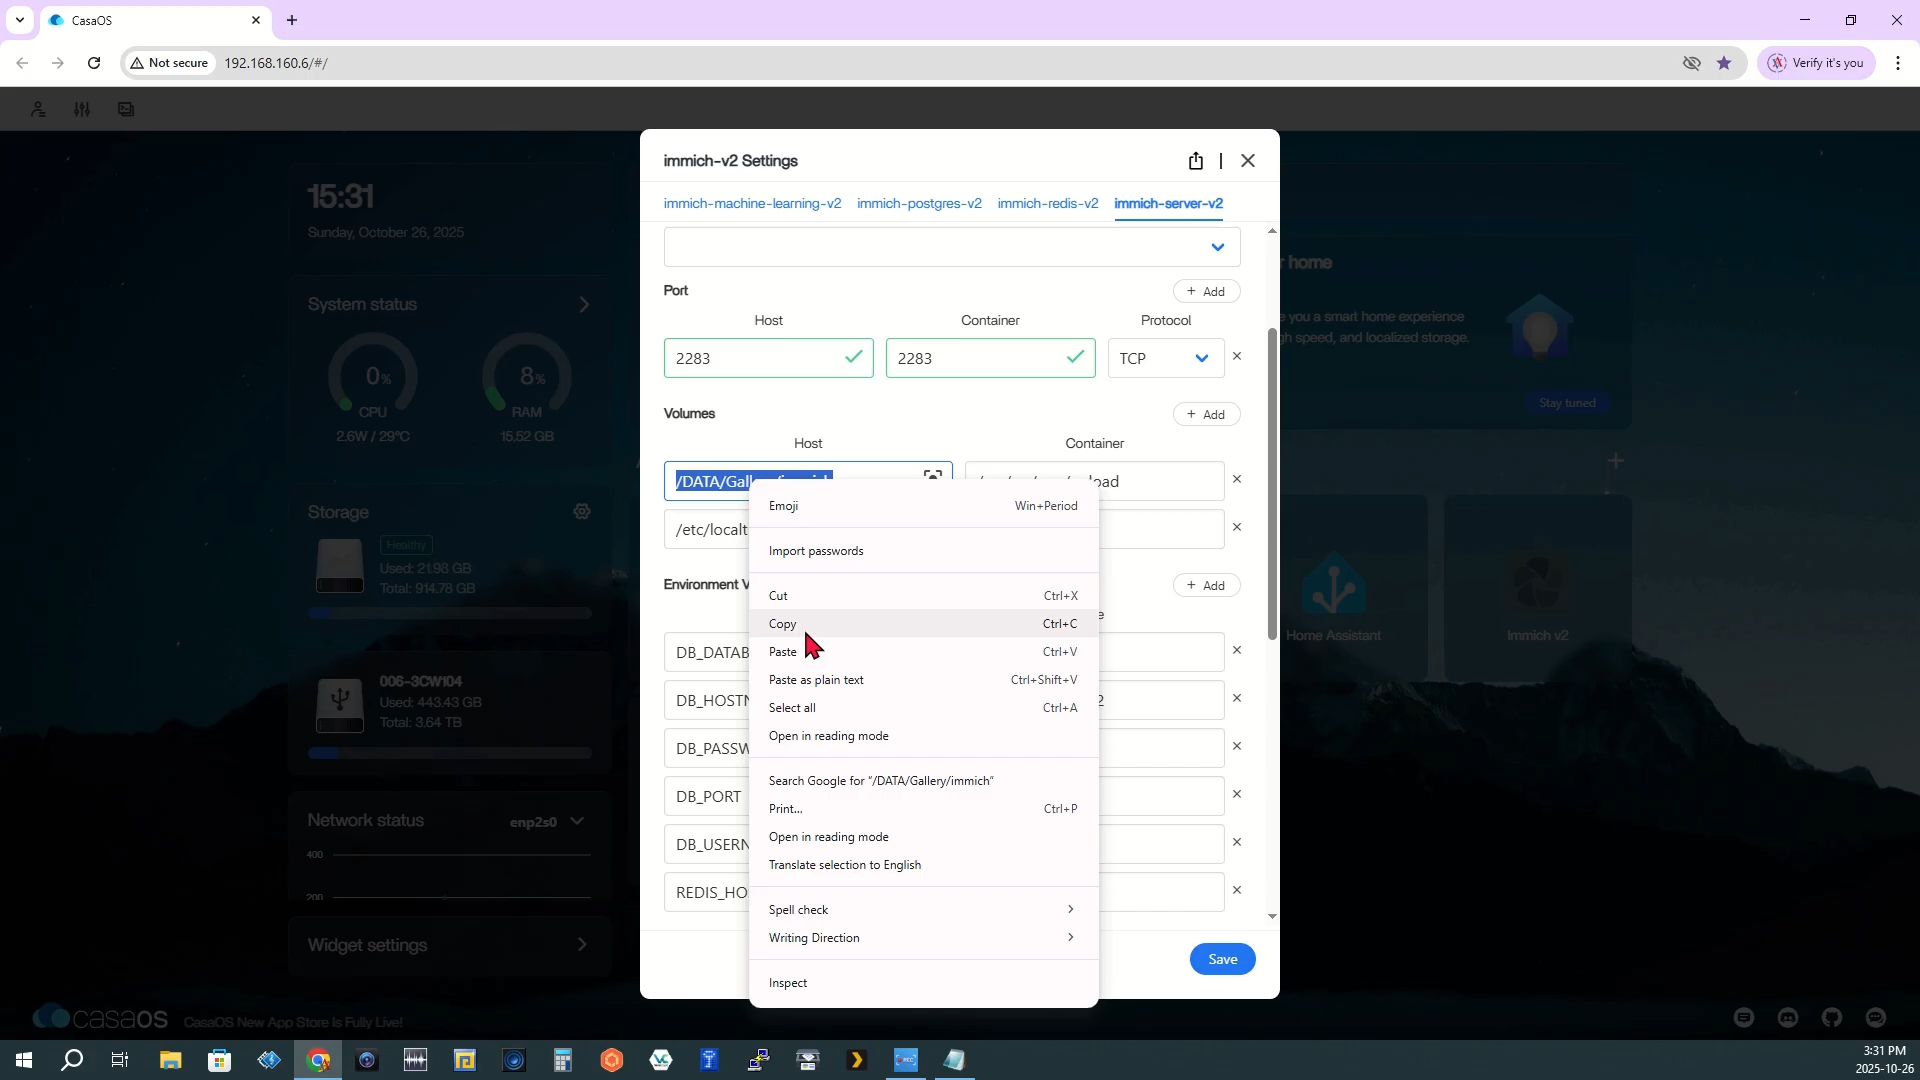 CasaOS
Not secure
192.168.160.6/#/
Verify it's you
15:31
Sunday, October 26, 2025
System status
0%
CPU
2.6W / 29°C
8%
RAM
15.52 GB
Storage
Healthy
Used: 21.98 GB
Total: 914.78 GB
006-3CW104
Used: 443.43 GB
Total: 3.64 TB
Network status
enp2s0
400
200
Widget settings
casaOS
CasaOS New App Store Is Fully Live!
immich-v2 Settings
immich-machine-learning-v2
immich-postgres-v2
immich-redis-v2
immich-server-v2
Port
+ Add
Host
Container
Protocol
2283
2283
TCP
Volumes
+ Add
Host
Container
/DATA/Gall
load
/etc/localt
Environment V
+ Add
e
DB_DATAB
DB_HOSTN
2
DB_PASSW
DB_PORT
DB_USERN
REDIS_HO
Save
Emoji Win+Period
Import passwords
Cut Ctrl+X
Copy Ctrl+C
Paste Ctrl+V
Paste as plain text Ctrl+Shift+V
Select all Ctrl+A
Open in reading mode
Search Google for "/DATA/Gallery/immich"
Print... Ctrl+P
Open in reading mode
Translate selection to English
Spell check
Writing Direction
Inspect
r home
e you a smart home experience
gh speed, and localized storage.
Stay tuned
Home Assistant
Immich v2
3:31 PM
2025-10-26